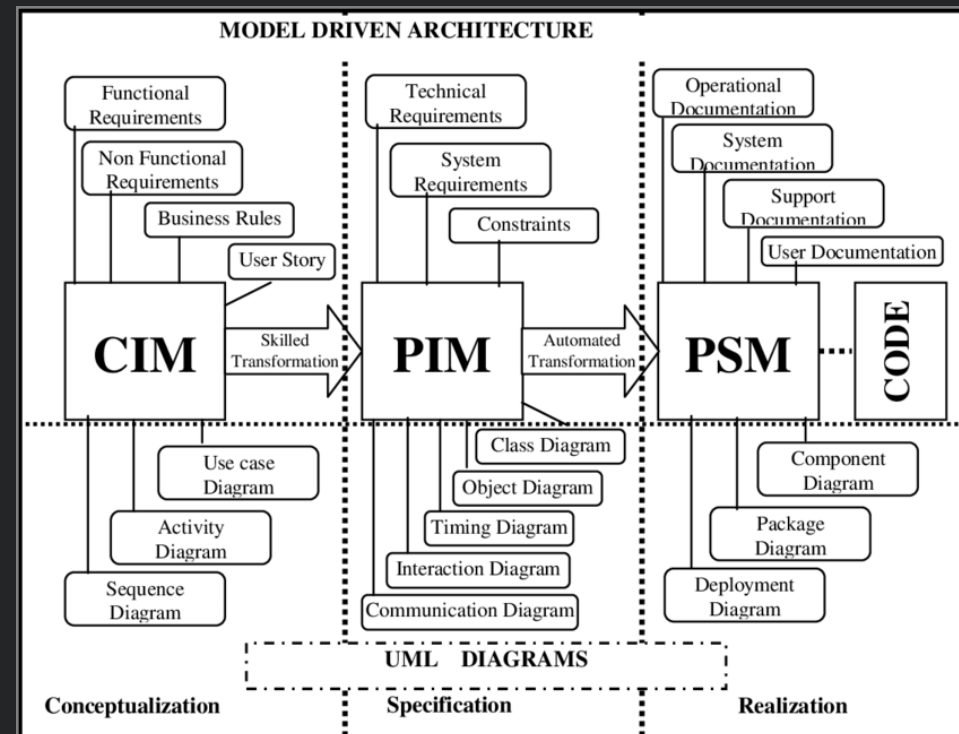 MODEL DRIVEN ARCHITECTURE
Functional
Requirements
Non Functional
Requirements
Business Rules
User Story
CIM
Skilled
Transformation
Use case
Diagram
Activity
Diagram
Sequence
Diagram
Technical
Requirements
System
Requirements
Constraints
PIM
Automated
Transformation
Class Diagram
Object Diagram
Timing Diagram
Interaction Diagram
Communication Diagram
Operational
Documentation
System
Documentation
Support
Documentation
User Documentation
PSM
CODE
Component
Diagram
Package
Diagram
Deployment
Diagram
UML DIAGRAMS
Conceptualization
Specification
Realization